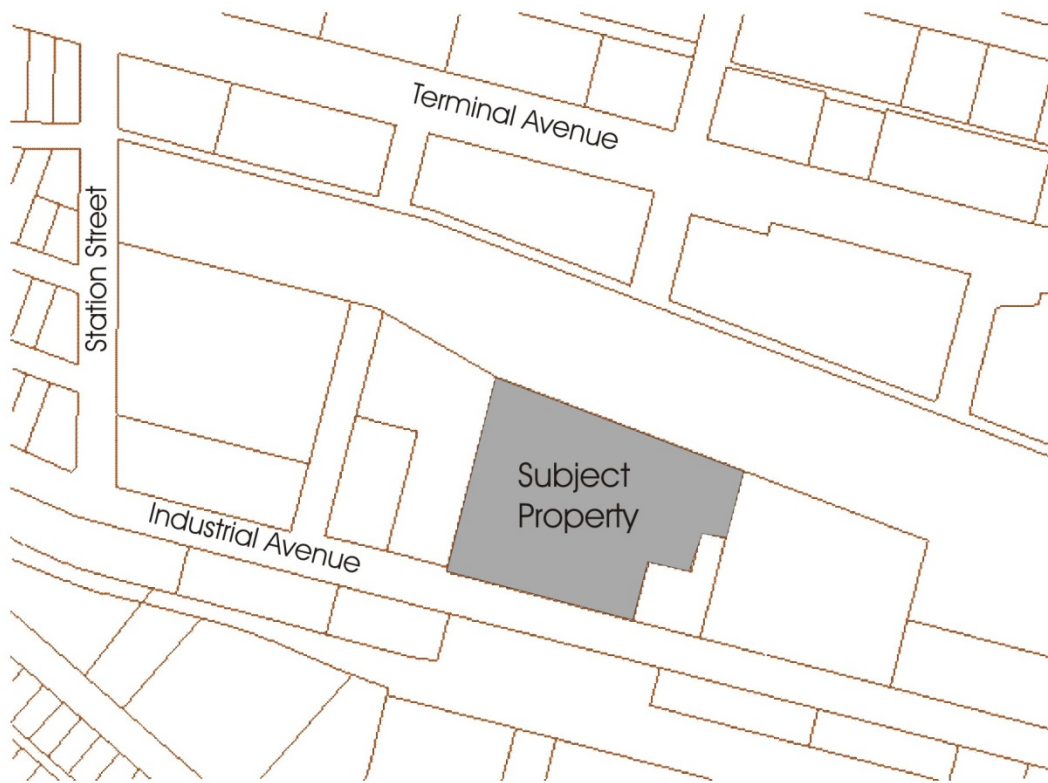 Terminal Avenue
Station Street
Subject
Property
Industrial Avenue